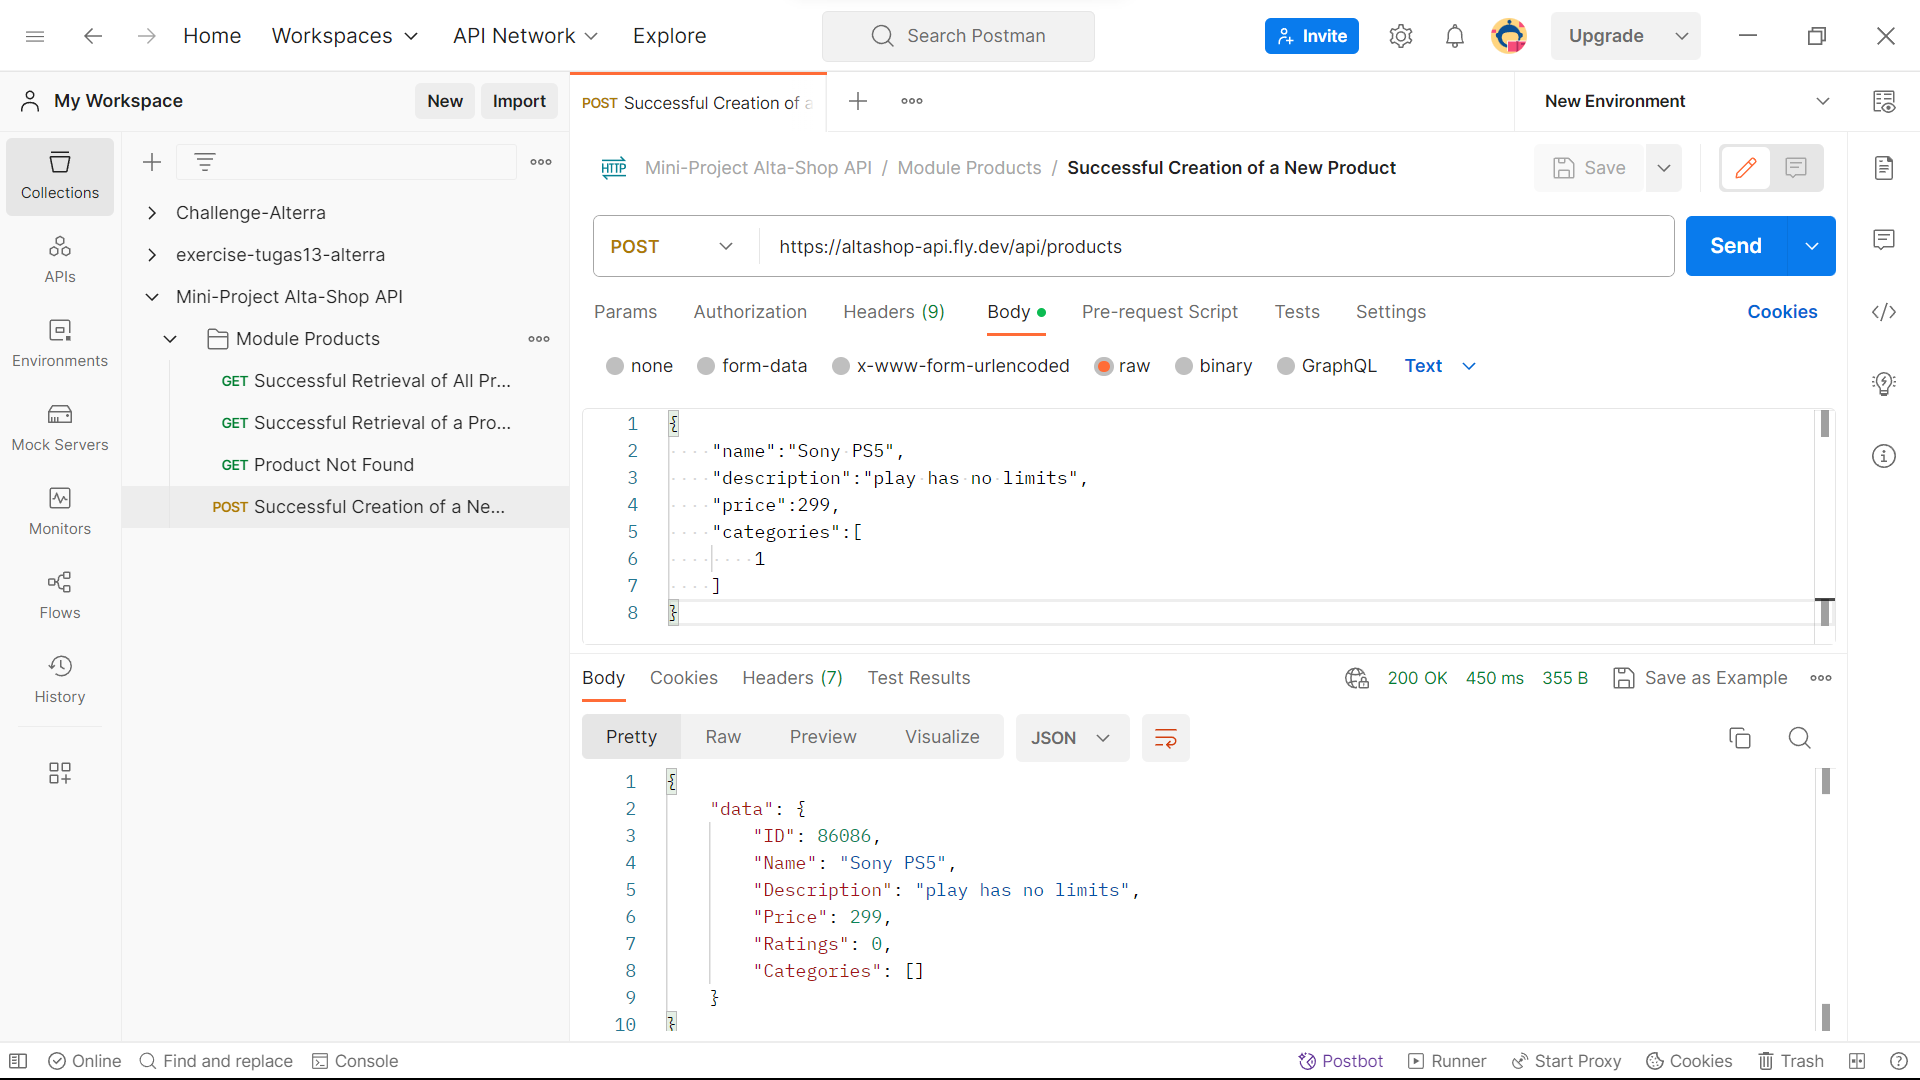 Home Workspaces API Network Explore Search Postman Invite Upgrade
My Workspace New Import
POST Successful Creation of a
New Environment
Collections
APIs
Environments
Mock Servers
Monitors
Flows
History
Challenge-Alterra
exercise-tugas13-alterra
Mini-Project Alta-Shop API
Module Products
GET Successful Retrieval of All Pr...
GET Successful Retrieval of a Pro...
GET Product Not Found
POST Successful Creation of a Ne...
HTTP Mini-Project Alta-Shop API / Module Products / Successful Creation of a New Product Save
POST https://altashop-api.fly.dev/api/products Send
Params Authorization Headers (9) Body Pre-request Script Tests Settings Cookies
none form-data x-www-form-urlencoded raw binary GraphQL Text
1 {
2 "name":"Sony PS5",
3 "description":"play has no limits",
4 "price":299,
5 "categories":[
6 1
7 ]
8 }
Body Cookies Headers (7) Test Results 200 OK 450 ms 355 B Save as Example
Pretty Raw Preview Visualize JSON
1 {
2 "data": {
3 "ID": 86086,
4 "Name": "Sony PS5",
5 "Description": "play has no limits",
6 "Price": 299,
7 "Ratings": 0,
8 "Categories": []
9 }
10 }
Online Find and replace Console Postbot Runner Start Proxy Cookies Trash